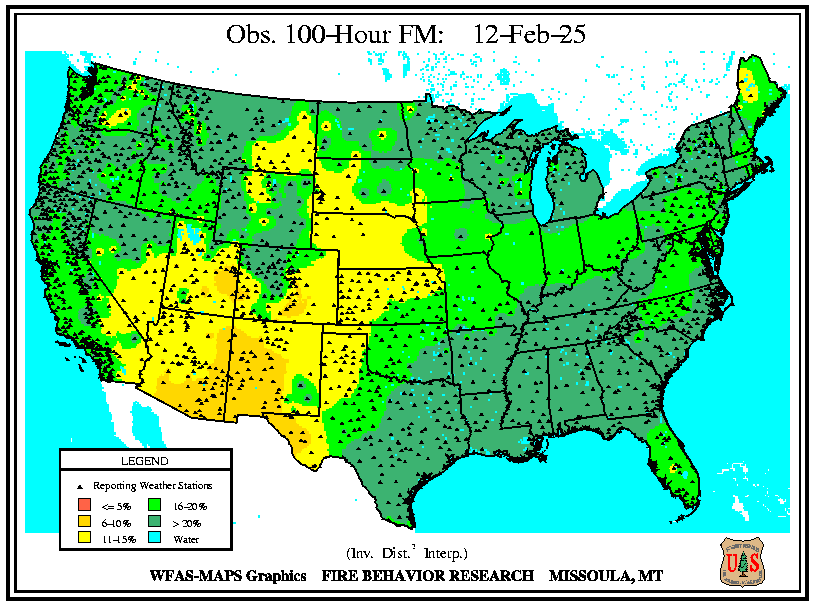 Obs. 100-Hour FM: 12-Feb-25
LEGEND
Reporting Weather Stations
<= 5%
16-20%
6-10%
> 20%
11-15%
Water
(Inv. Dist.² Interp.)
WFAS-MAPS Graphics FIRE BEHAVIOR RESEARCH MISSOULA, MT
U S